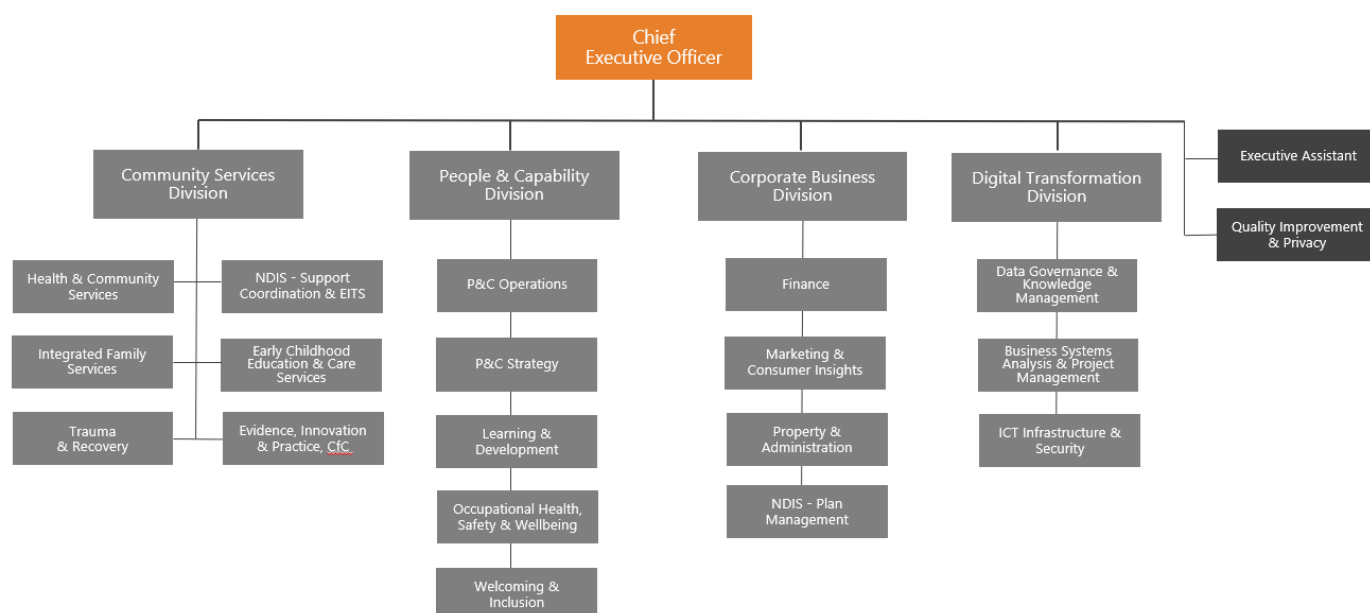 Chief
Executive Officer
Executive Assistant
Quality Improvement
& Privacy
Community Services
Division
Health & Community
Services
NDIS - Support
Coordination & EITS
Integrated Family
Services
Early Childhood
Education & Care
Services
Trauma
& Recovery
Evidence, Innovation
& Practice, CfC
People & Capability
Division
P&C Operations
P&C Strategy
Learning &
Development
Occupational Health,
Safety & Wellbeing
Welcoming &
Inclusion
Corporate Business
Division
Finance
Marketing &
Consumer Insights
Property &
Administration
NDIS - Plan
Management
Digital Transformation
Division
Data Governance &
Knowledge
Management
Business Systems
Analysis & Project
Management
ICT Infrastructure &
Security